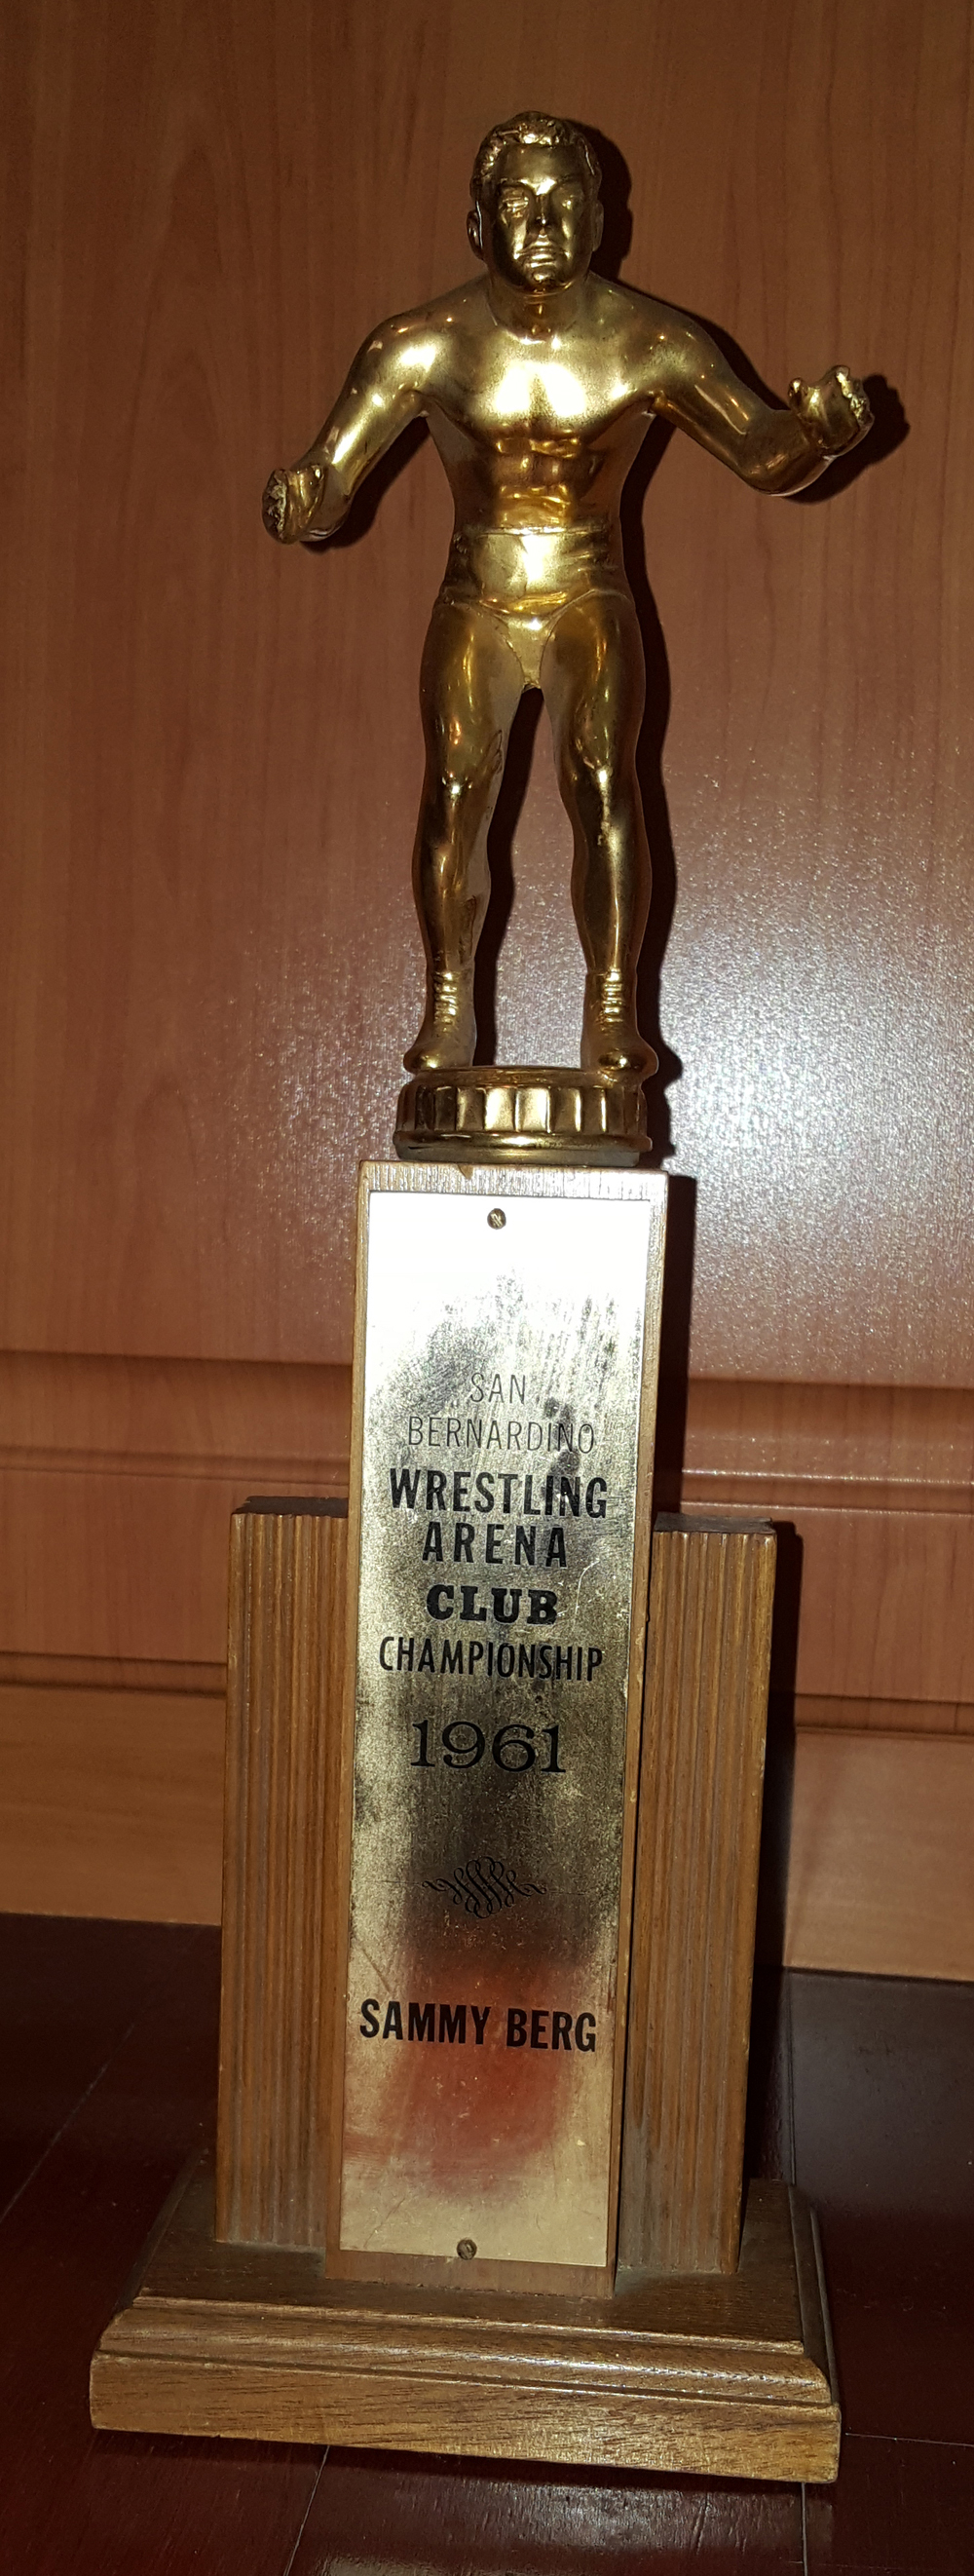 SAN
BERNARDINO
WRESTLING
ARENA
CLUB
CHAMPIONSHIP
1961
SAMMY BERG